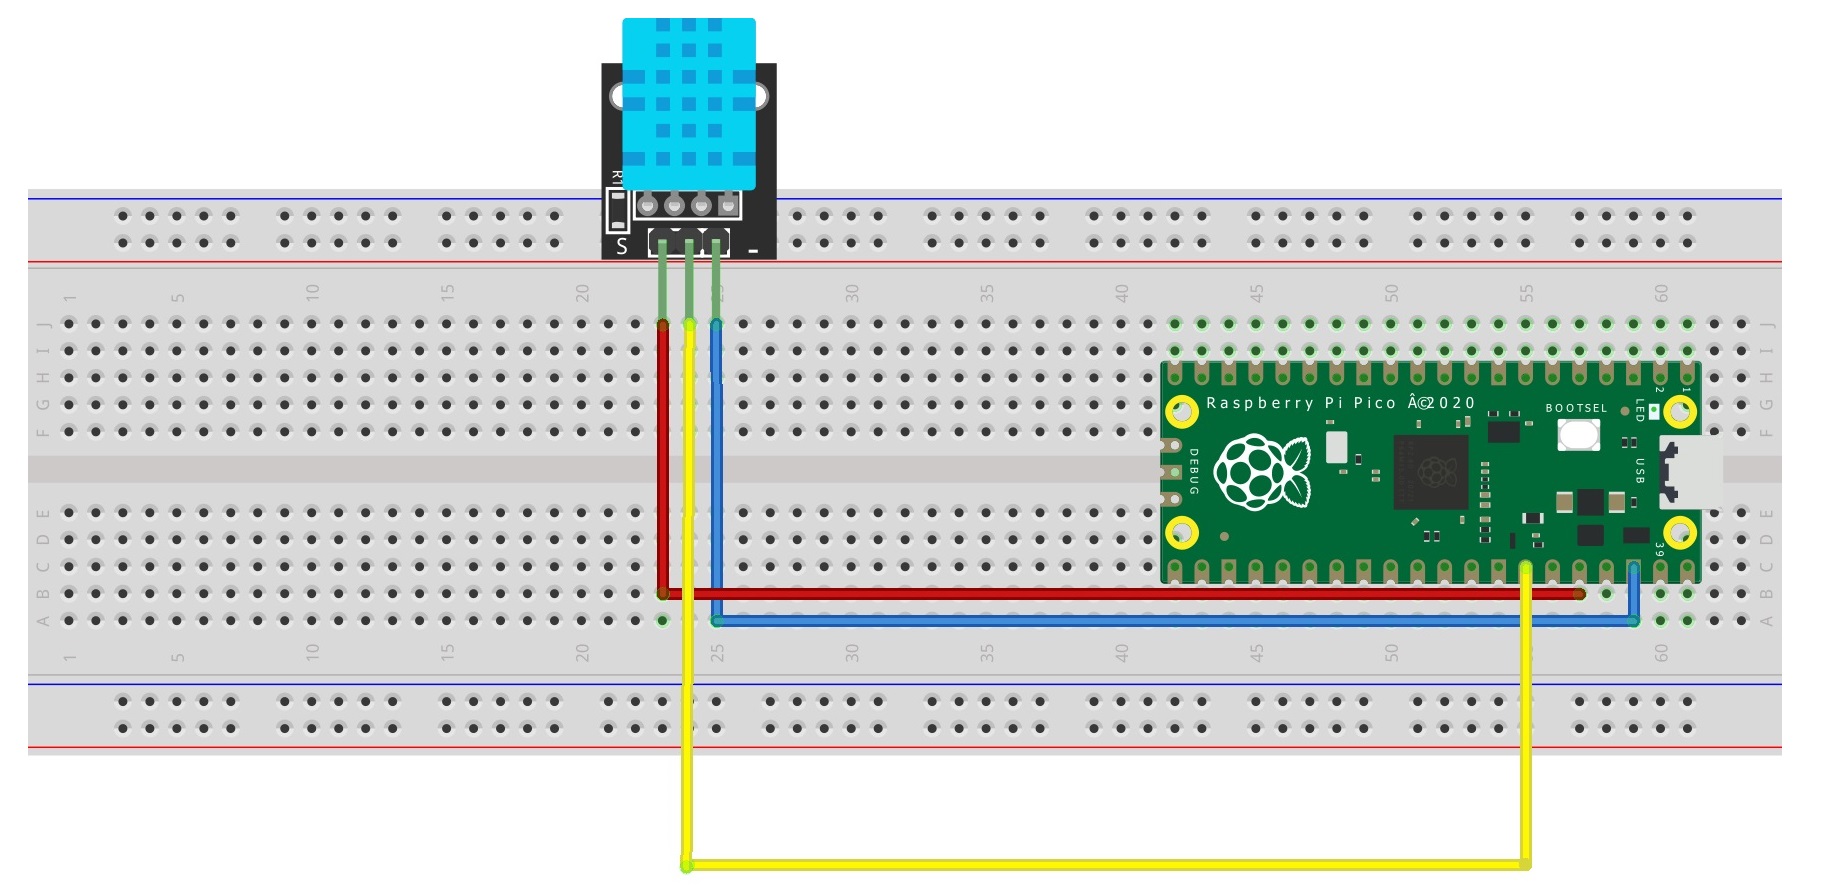 R1
S -
1 5 10 15 20 25 30 35 40 45 50 55 60
J J
I I
H H
G G
F F
2 1
Raspberry Pi Pico Â©2020
BOOTSEL
LED
DEBUG
USB
E E
D D
39
C C
B B
A A
1 5 10 15 20 25 30 35 40 45 50 55 60